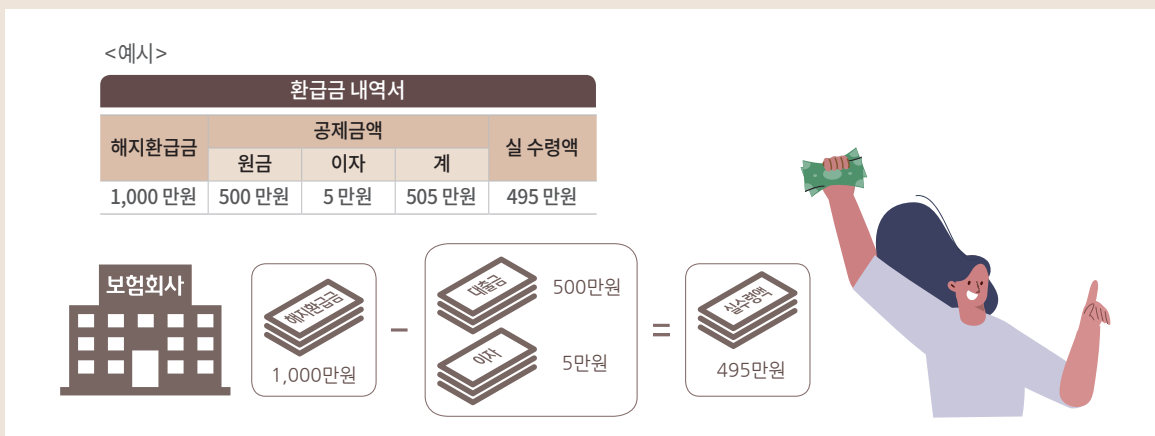 <예시>
환급금 내역서
해지환급금 공제금액 실 수령액
원금 이자 계
1,000 만원 500 만원 5 만원 505 만원 495 만원
보험회사
해지환급금
1,000만원
–
대출금
500만원
이자
5만원
=
실수령액
495만원